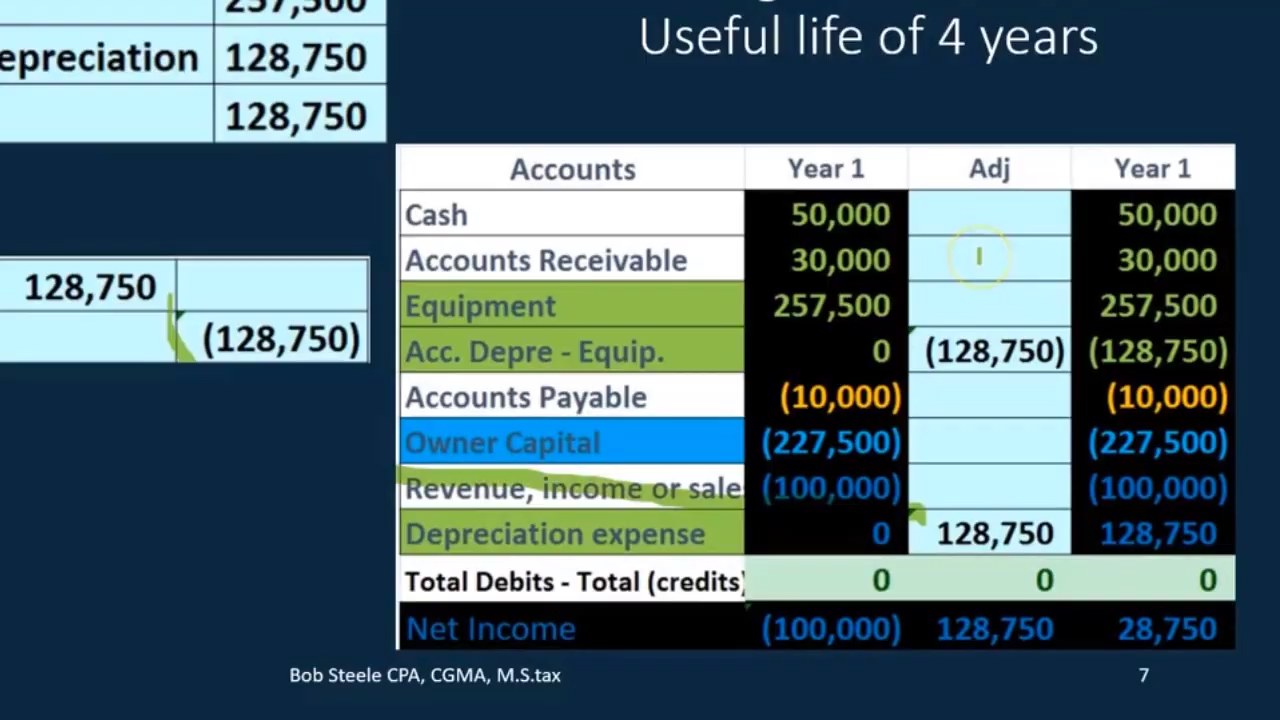 257,500
epreciation 128,750
128,750
Useful life of 4 years
128,750
(128,750)
Accounts Year 1 Adj Year 1
Cash 50,000 50,000
Accounts Receivable 30,000 30,000
Equipment 257,500 257,500
Acc. Depre - Equip. 0 (128,750) (128,750)
Accounts Payable (10,000) (10,000)
Owner Capital (227,500) (227,500)
Revenue, income or sale (100,000) (100,000)
Depreciation expense 0 128,750 128,750
Total Debits - Total (credits) 0 0 0
Net Income (100,000) 128,750 28,750
Bob Steele CPA, CGMA, M.S.tax 7